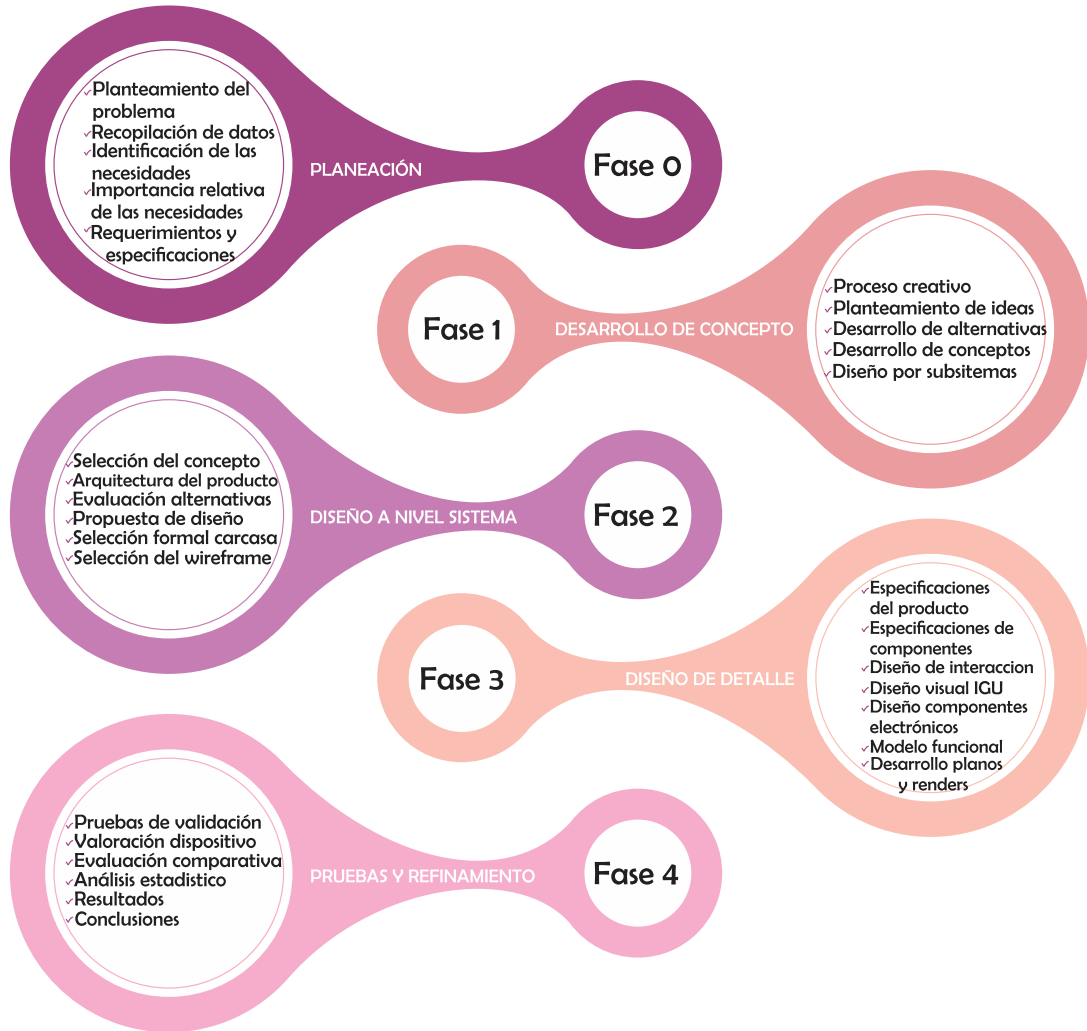 Planteamiento del
problema
Recopilación de datos
Identificación de las
necesidades
Importancia relativa
de las necesidades
Requerimientos y
especificaciones
PLANEACIÓN
Fase 0
Fase 1
DESARROLLO DE CONCEPTO
Proceso creativo
Planteamiento de ideas
Desarrollo de alternativas
Desarrollo de conceptos
Diseño por subsitemas
Selección del concepto
Arquitectura del producto
Evaluación alternativas
Propuesta de diseño
Selección formal carcasa
Selección del wireframe
DISEÑO A NIVEL SISTEMA
Fase 2
Fase 3
DISEÑO DE DETALLE
Especificaciones
del producto
Especificaciones de
componentes
Diseño de interaccion
Diseño visual IGU
Diseño componentes
electrónicos
Modelo funcional
Desarrollo planos
y renders
Pruebas de validación
Valoración dispositivo
Evaluación comparativa
Análisis estadistico
Resultados
Conclusiones
PRUEBAS Y REFINAMIENTO
Fase 4